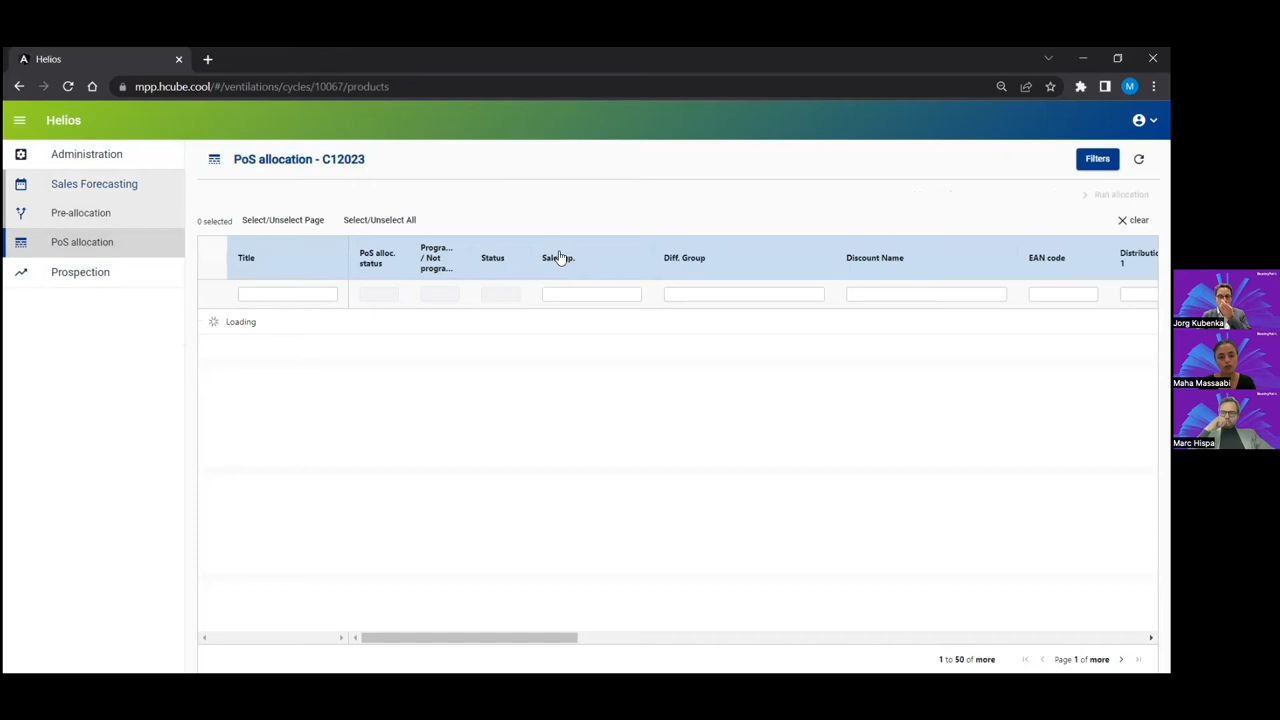 Helios
mpp.hcube.cool/#/ventilations/cycles/10067/products
M
Helios
Administration
Sales Forecasting
Pre-allocation
PoS allocation
Prospection
PoS allocation - C12023
Filters
Run allocation
0 selected
Select/Unselect Page
Select/Unselect All
clear
Title
PoS alloc.
status
Progra...
/ Not
progra...
Status
Diff. Group
Discount Name
EAN code
1
Loading
1 to 50 of more
Page 1 of more
Jorg Kubenka
Maha Massaabi
Marc Hispa